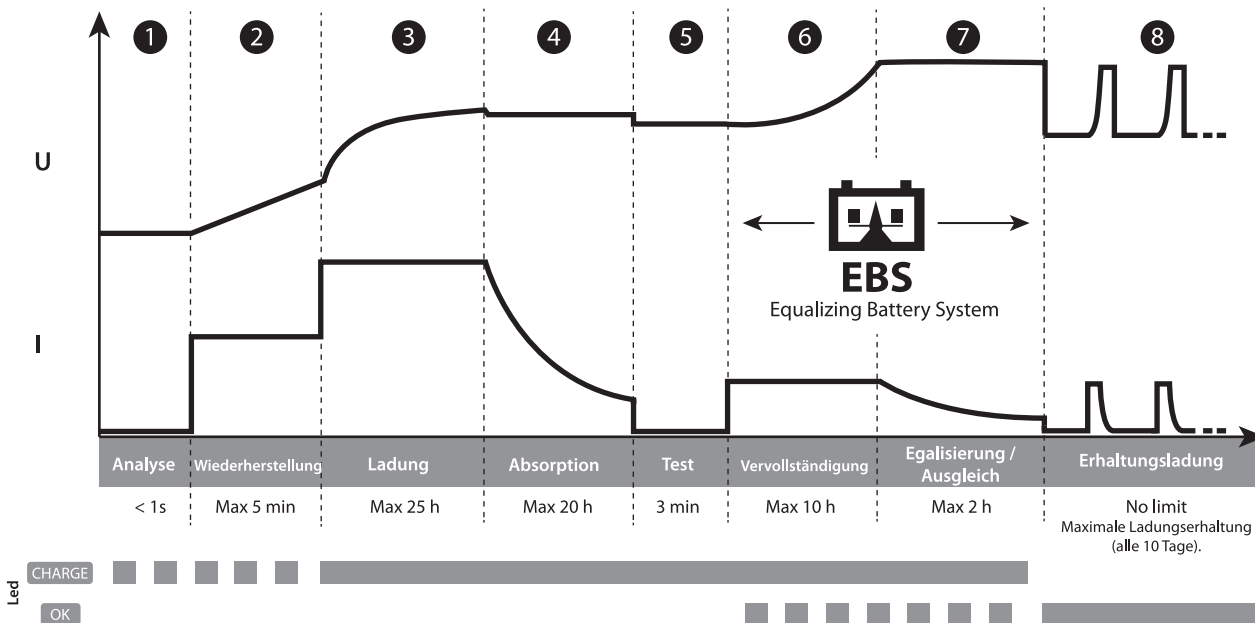 1 2 3 4 5 6 7 8
U
EBS
Equalizing Battery System
I
Analyse Wiederherstellung Ladung Absorption Test Vervollständigung Egalisierung / Erhaltungsladung
Ausgleich
< 1s Max 5 min Max 25 h Max 20 h 3 min Max 10 h Max 2 h No limit
Maximale Ladungserhaltung
(alle 10 Tage).
Led
CHARGE
OK